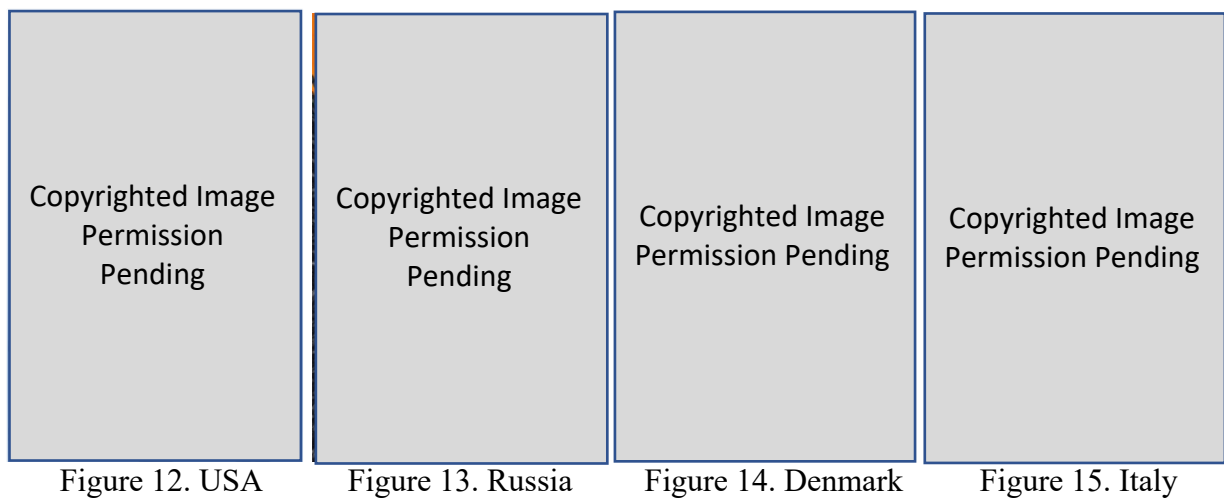 Copyrighted Image
Permission
Pending
Copyrighted Image
Permission
Pending
Copyrighted Image
Permission Pending
Copyrighted Image
Permission Pending
Figure 12. USA
Figure 13. Russia
Figure 14. Denmark
Figure 15. Italy